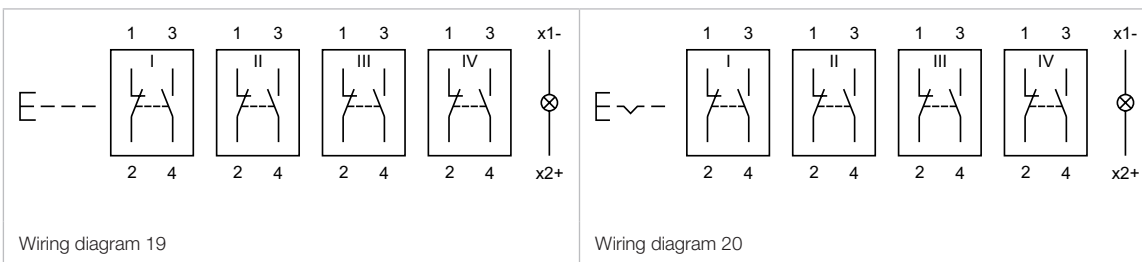 1 3 1 3 1 3 1 3 x1-
I II III IV
2 4 2 4 2 4 2 4 x2+
Wiring diagram 19
1 3 1 3 1 3 1 3 x1-
I II III IV
2 4 2 4 2 4 2 4 x2+
Wiring diagram 20